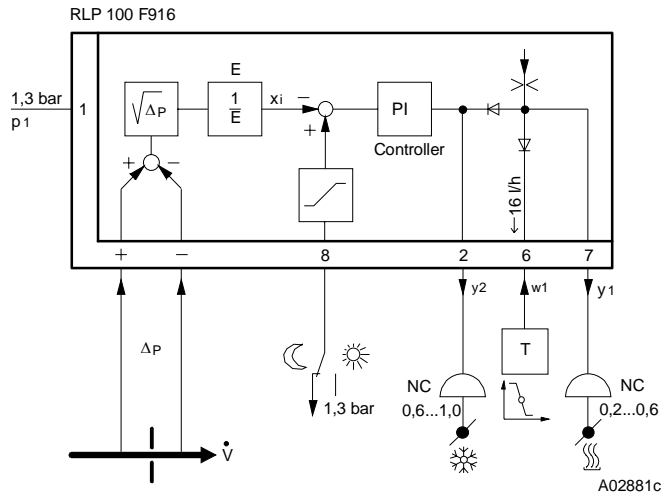 RLP 100 F916
1,3 bar
p1
1
√ΔP
E
1
E
xi
−
+
PI
Controller
+
−
←16 l/h
+
−
8
2
6
7
y2
w1
y1
ΔP
T
1,3 bar
NC
0,6...1,0
NC
0,2...0,6
V̇
A02881c